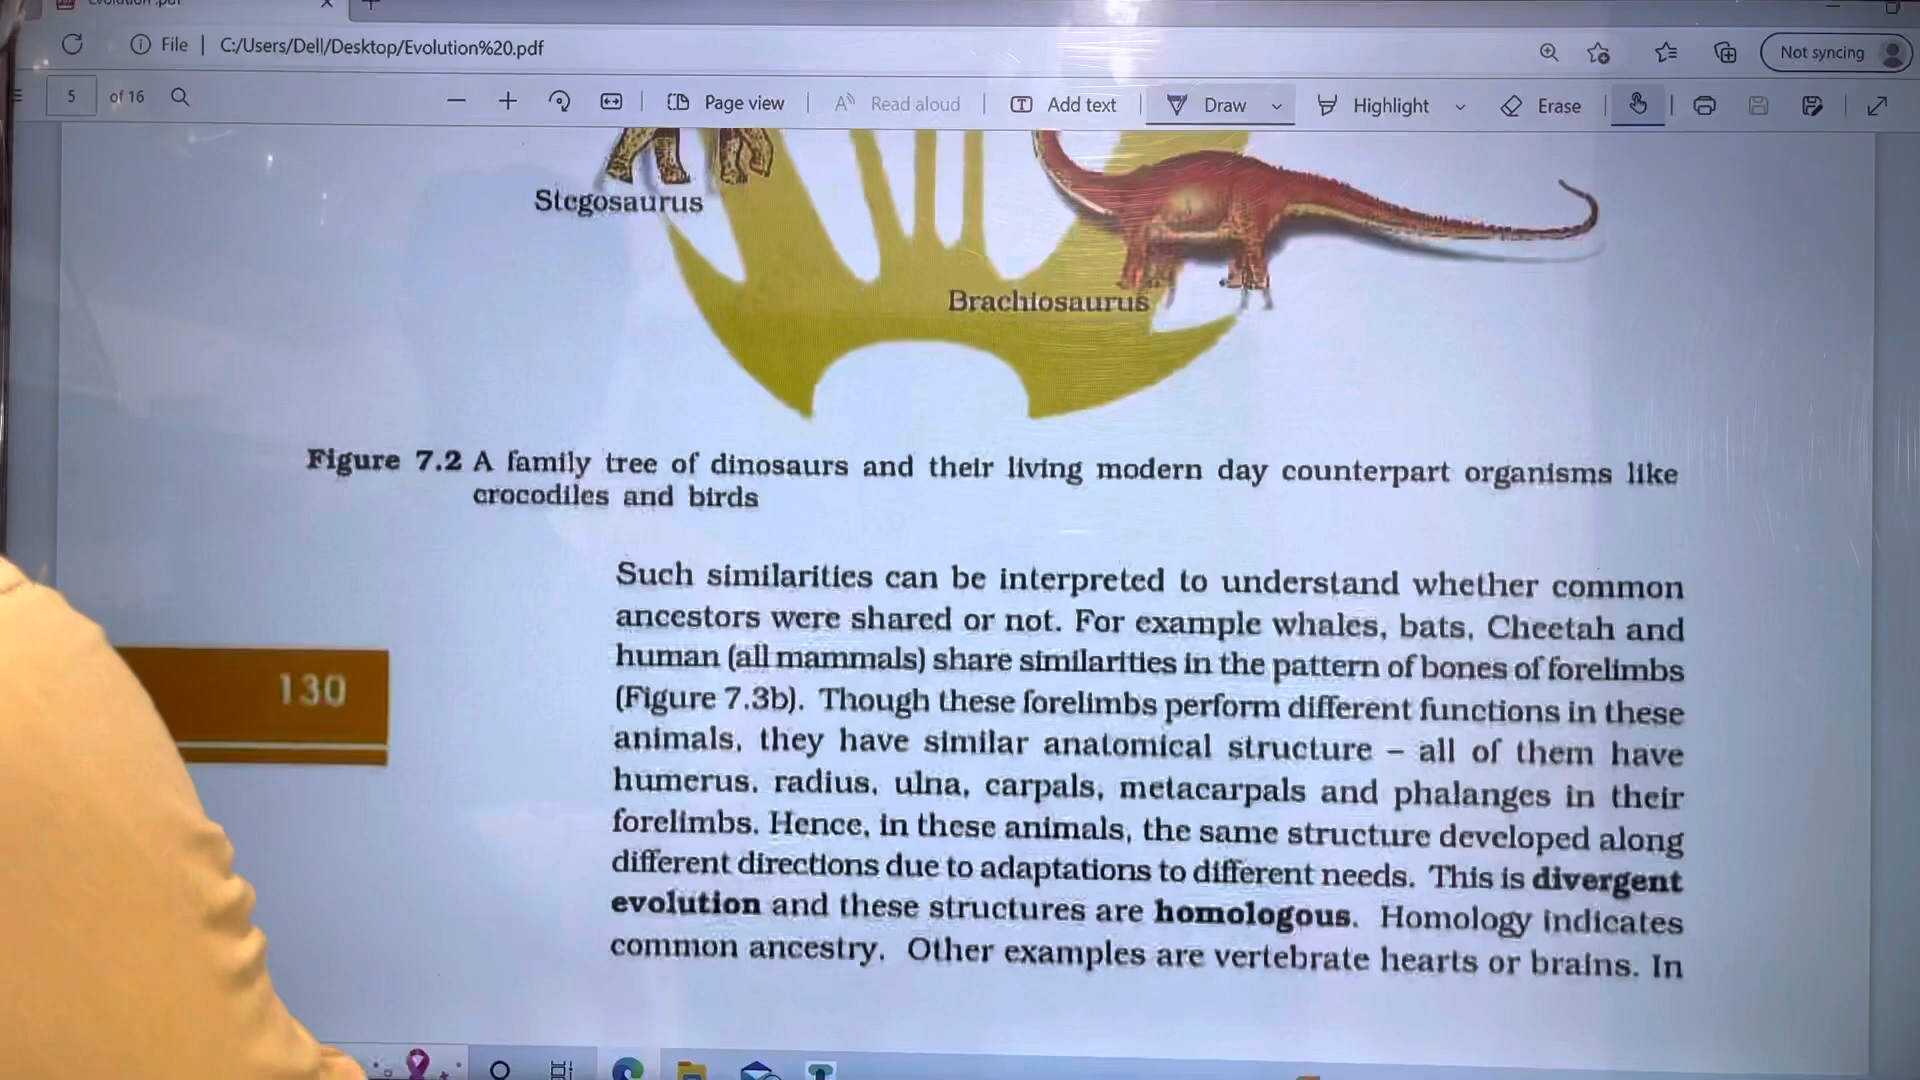 File | C:/Users/Dell/Desktop/Evolution%20.pdf
Not syncing
5 of 16
Page view
Read aloud
Add text
Draw
Highlight
Erase
Stegosaurus
Brachiosaurus
Figure 7.2 A family tree of dinosaurs and their living modern day counterpart organisms like
crocodiles and birds
Such similarities can be interpreted to understand whether common
ancestors were shared or not. For example whales, bats, Cheetah and
human (all mammals) share similarities in the pattern of bones of forelimbs
(Figure 7.3b). Though these forelimbs perform different functions in these
animals, they have similar anatomical structure – all of them have
humerus, radius, ulna, carpals, metacarpals and phalanges in their
forelimbs. Hence, in these animals, the same structure developed along
different directions due to adaptations to different needs. This is divergent
evolution and these structures are homologous. Homology indicates
common ancestry. Other examples are vertebrate hearts or brains. In
130